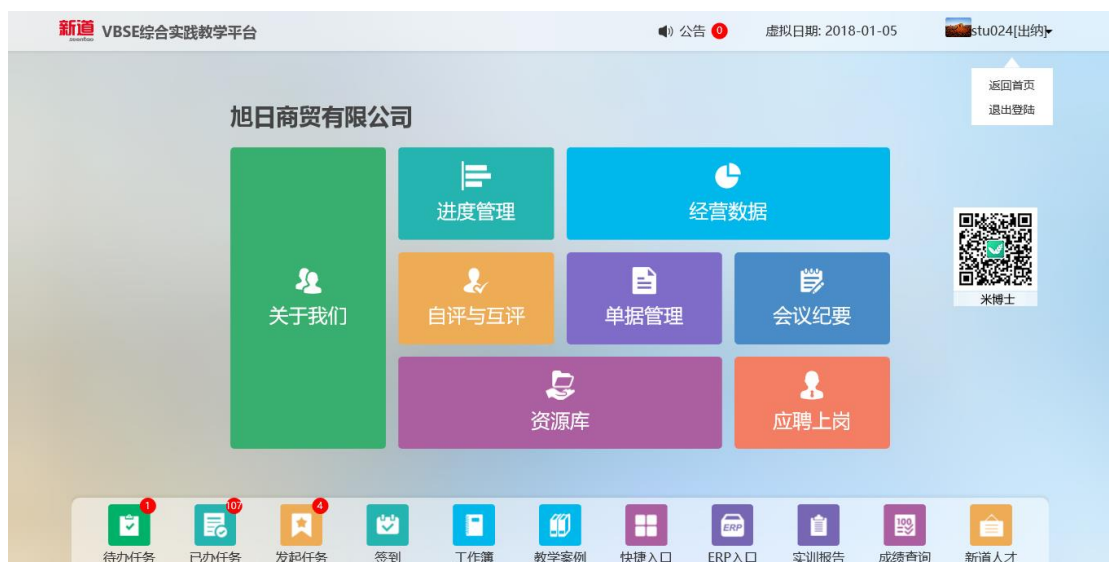 新道 VBSE综合实践教学平台
公告 0
虚拟日期: 2018-01-05
stu024[出纳]
返回首页
退出登陆
旭日商贸有限公司
关于我们
进度管理
经营数据
自评与互评
单据管理
会议纪要
资源库
应聘上岗
米博士
1
107
4
ERP
100
待办任务 已办任务 发起任务 签到 工作簿 教学案例 快捷入口 ERP入口 实训报告 成绩查询 新道人才